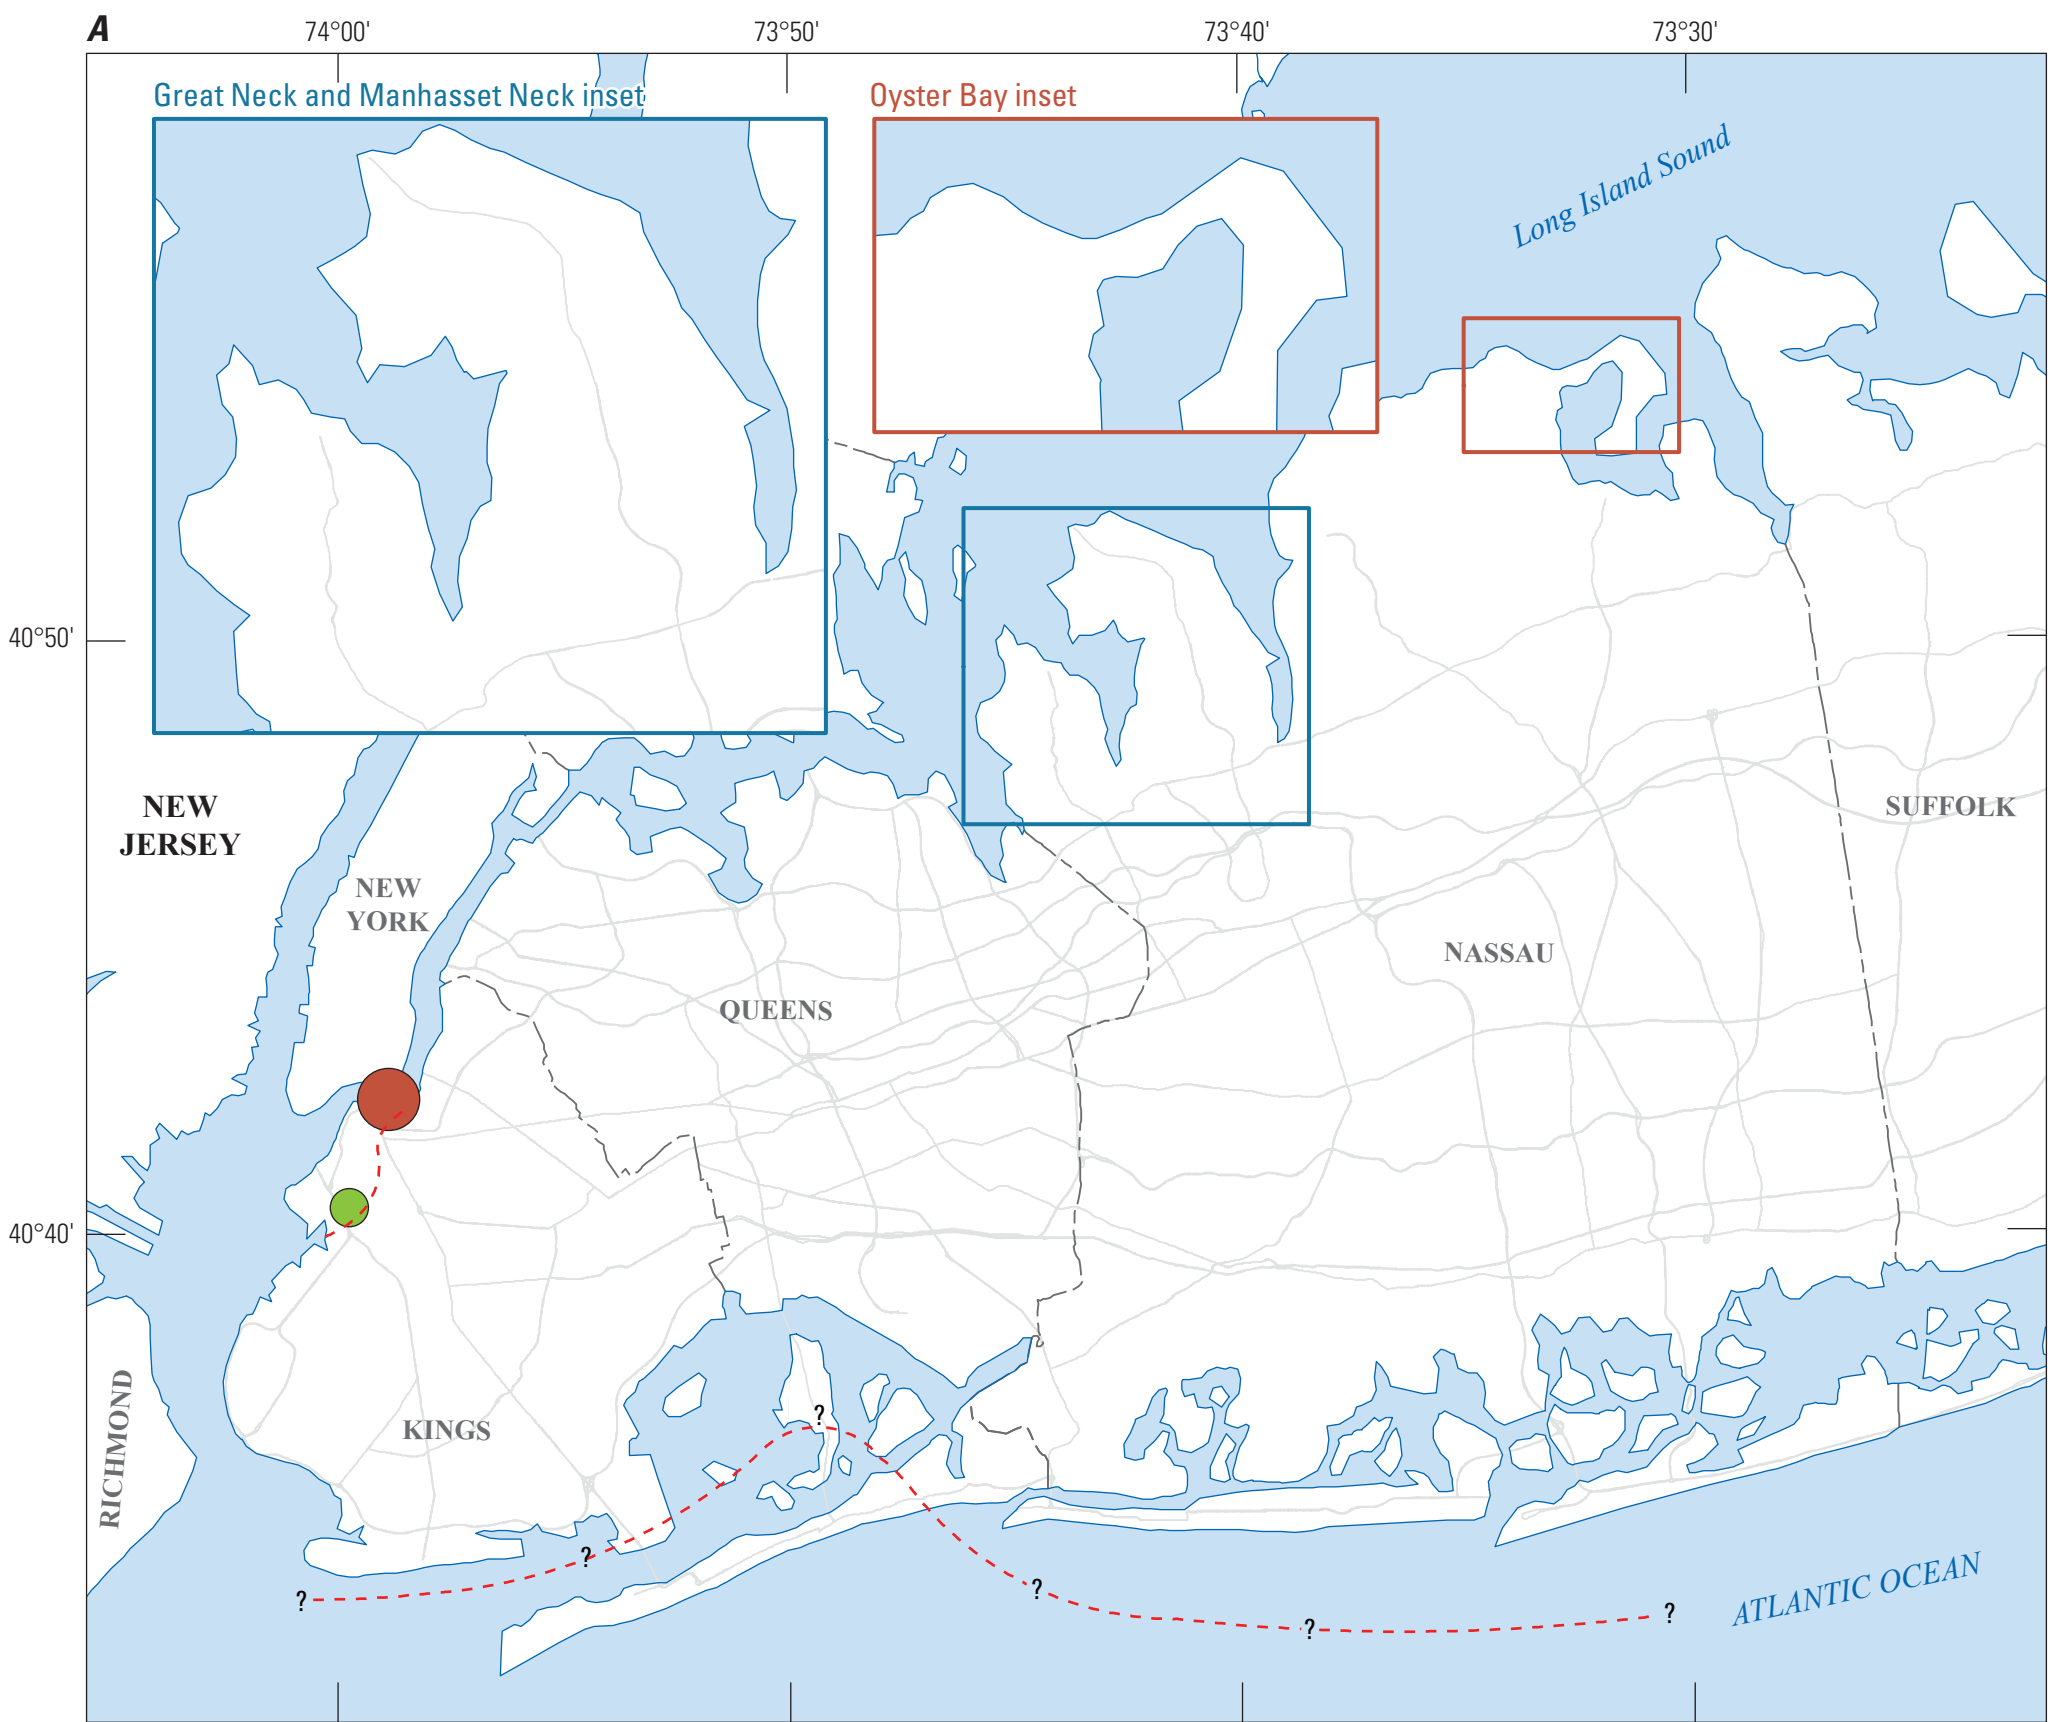 A
74°00'
73°50'
73°40'
73°30'
Great Neck and Manhasset Neck inset
Oyster Bay inset
Long Island Sound
40°50'
NEW
JERSEY
SUFFOLK
NEW
YORK
NASSAU
QUEENS
40°40'
RICHMOND
KINGS
?
?
?
?
?
?
ATLANTIC OCEAN